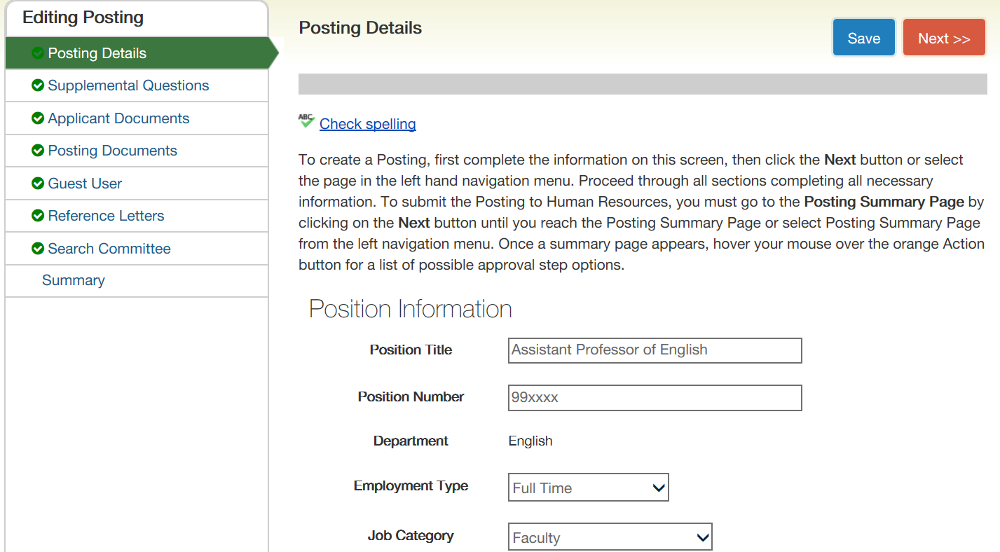 Editing Posting
Posting Details
Supplemental Questions
Applicant Documents
Posting Documents
Guest User
Reference Letters
Search Committee
Summary
Posting Details
Save
Next >>
ABC
Check spelling
To create a Posting, first complete the information on this screen, then click the Next button or select
the page in the left hand navigation menu. Proceed through all sections completing all necessary
information. To submit the Posting to Human Resources, you must go to the Posting Summary Page by
clicking on the Next button until you reach the Posting Summary Page or select Posting Summary Page
from the left navigation menu. Once a summary page appears, hover your mouse over the orange Action
button for a list of possible approval step options.
Position Information
Position Title Assistant Professor of English
Position Number 99xxxx
Department English
Employment Type Full Time
Job Category Faculty